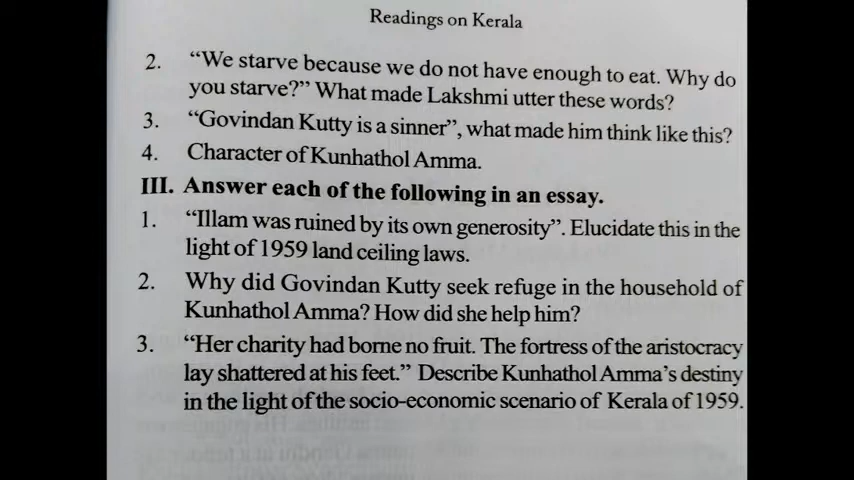 Readings on Kerala
2. “We starve because we do not have enough to eat. Why do
you starve?” What made Lakshmi utter these words?
3. “Govindan Kutty is a sinner”, what made him think like this?
4. Character of Kunhathol Amma.
III. Answer each of the following in an essay.
1. “Illam was ruined by its own generosity”. Elucidate this in the
light of 1959 land ceiling laws.
2. Why did Govindan Kutty seek refuge in the household of
Kunhathol Amma? How did she help him?
3. “Her charity had borne no fruit. The fortress of the aristocracy
lay shattered at his feet.” Describe Kunhathol Amma’s destiny
in the light of the socio-economic scenario of Kerala of 1959.